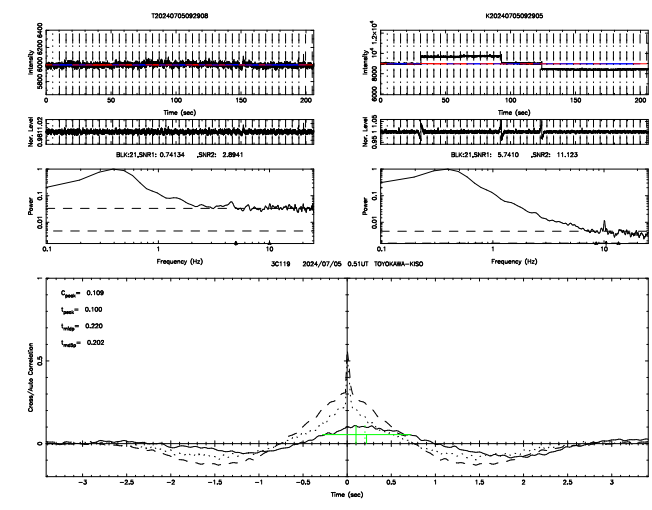 T20240705092908
K20240705092905
Intensity
5800 6000 6200 6400
0 50 100 150 200
Time (sec)
Intensity
6000 8000 10⁴ 1.2×10⁴
0 50 100 150 200
Time (sec)
Nor. Level
0.98 1 1.02
Nor. Level
BLK:21,SNR1: 0.74134 ,SNR2: 2.8941
BLK:21,SNR1: 5.7410 ,SNR2: 11.123
Power
1
0.1
0.01
0.1 1 10
Frequency (Hz)
Power
1
0.1
0.01
0.1 1 10
Frequency (Hz)
3C119 2024/07/05 0.51UT TOYOKAWA-KISO
Cross/Auto Correlation
1
0.5
0
Cpeak= 0.109
tpeak= 0.100
tmidp= 0.220
tmd5p= 0.202
−3 −2.5 −2 −1.5 −1 −0.5 0 0.5 1 1.5 2 2.5 3
Time (sec)